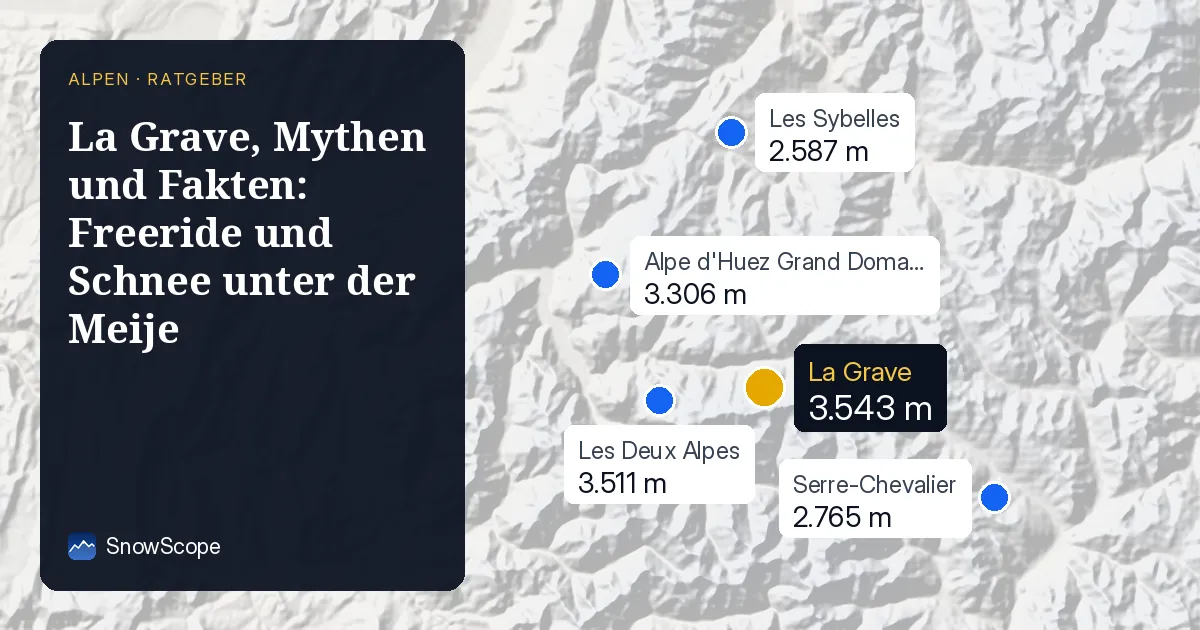 ALPEN · RATGEBER
La Grave, Mythen
und Fakten:
Freeride und
Schnee unter der
Meije
SnowScope
Les Sybelles
2.587 m
Alpe d'Huez Grand Doma...
3.306 m
La Grave
3.543 m
Les Deux Alpes
3.511 m
Serre-Chevalier
2.765 m